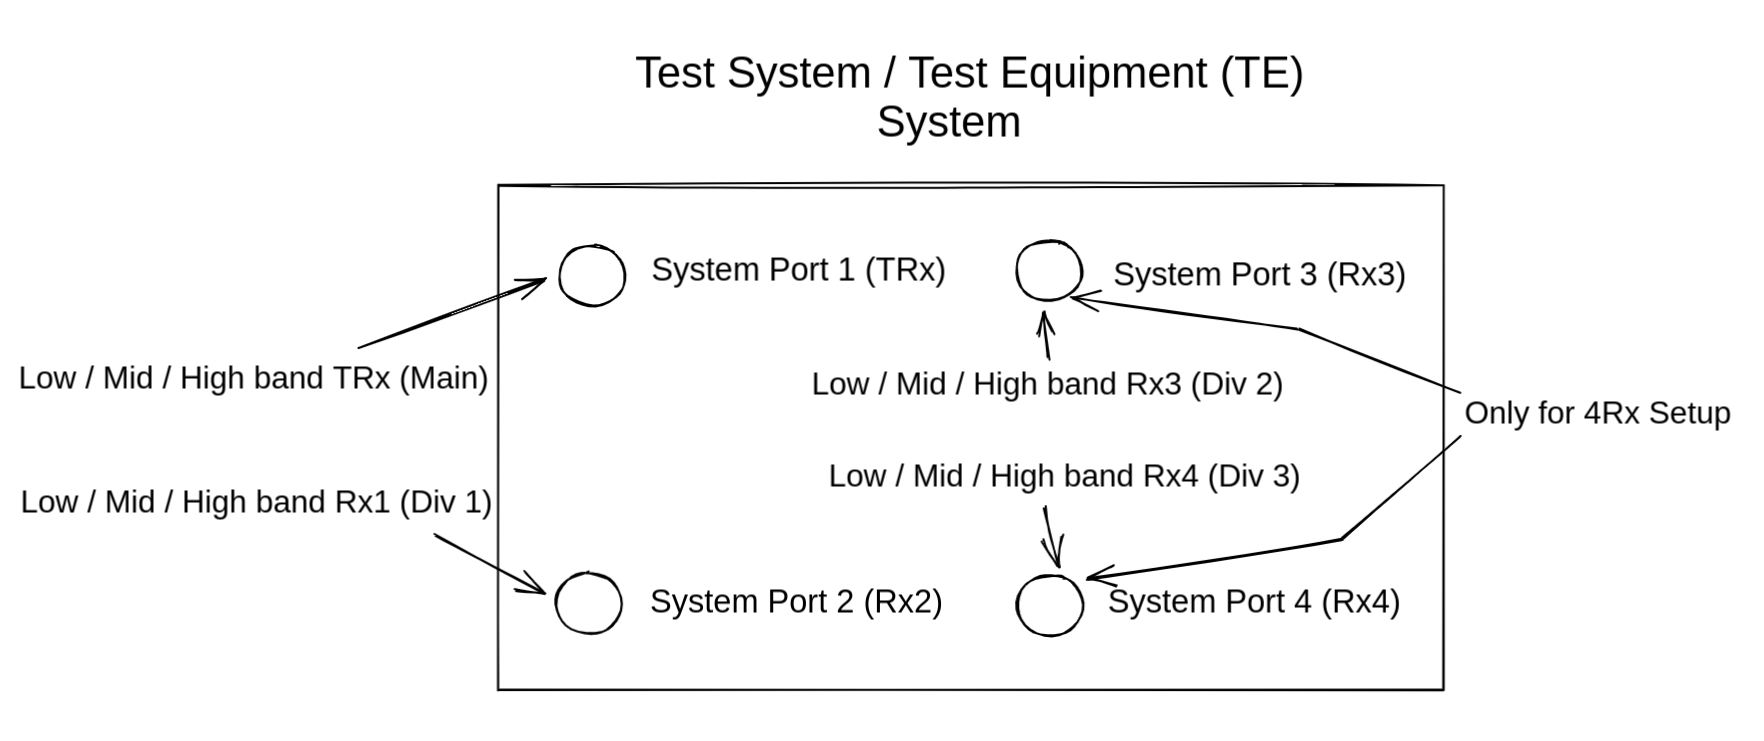 Test System / Test Equipment (TE)
System
System Port 1 (TRx)
System Port 3 (Rx3)
Low / Mid / High band TRx (Main)
Low / Mid / High band Rx3 (Div 2)
Only for 4Rx Setup
Low / Mid / High band Rx4 (Div 3)
Low / Mid / High band Rx1 (Div 1)
System Port 2 (Rx2)
System Port 4 (Rx4)